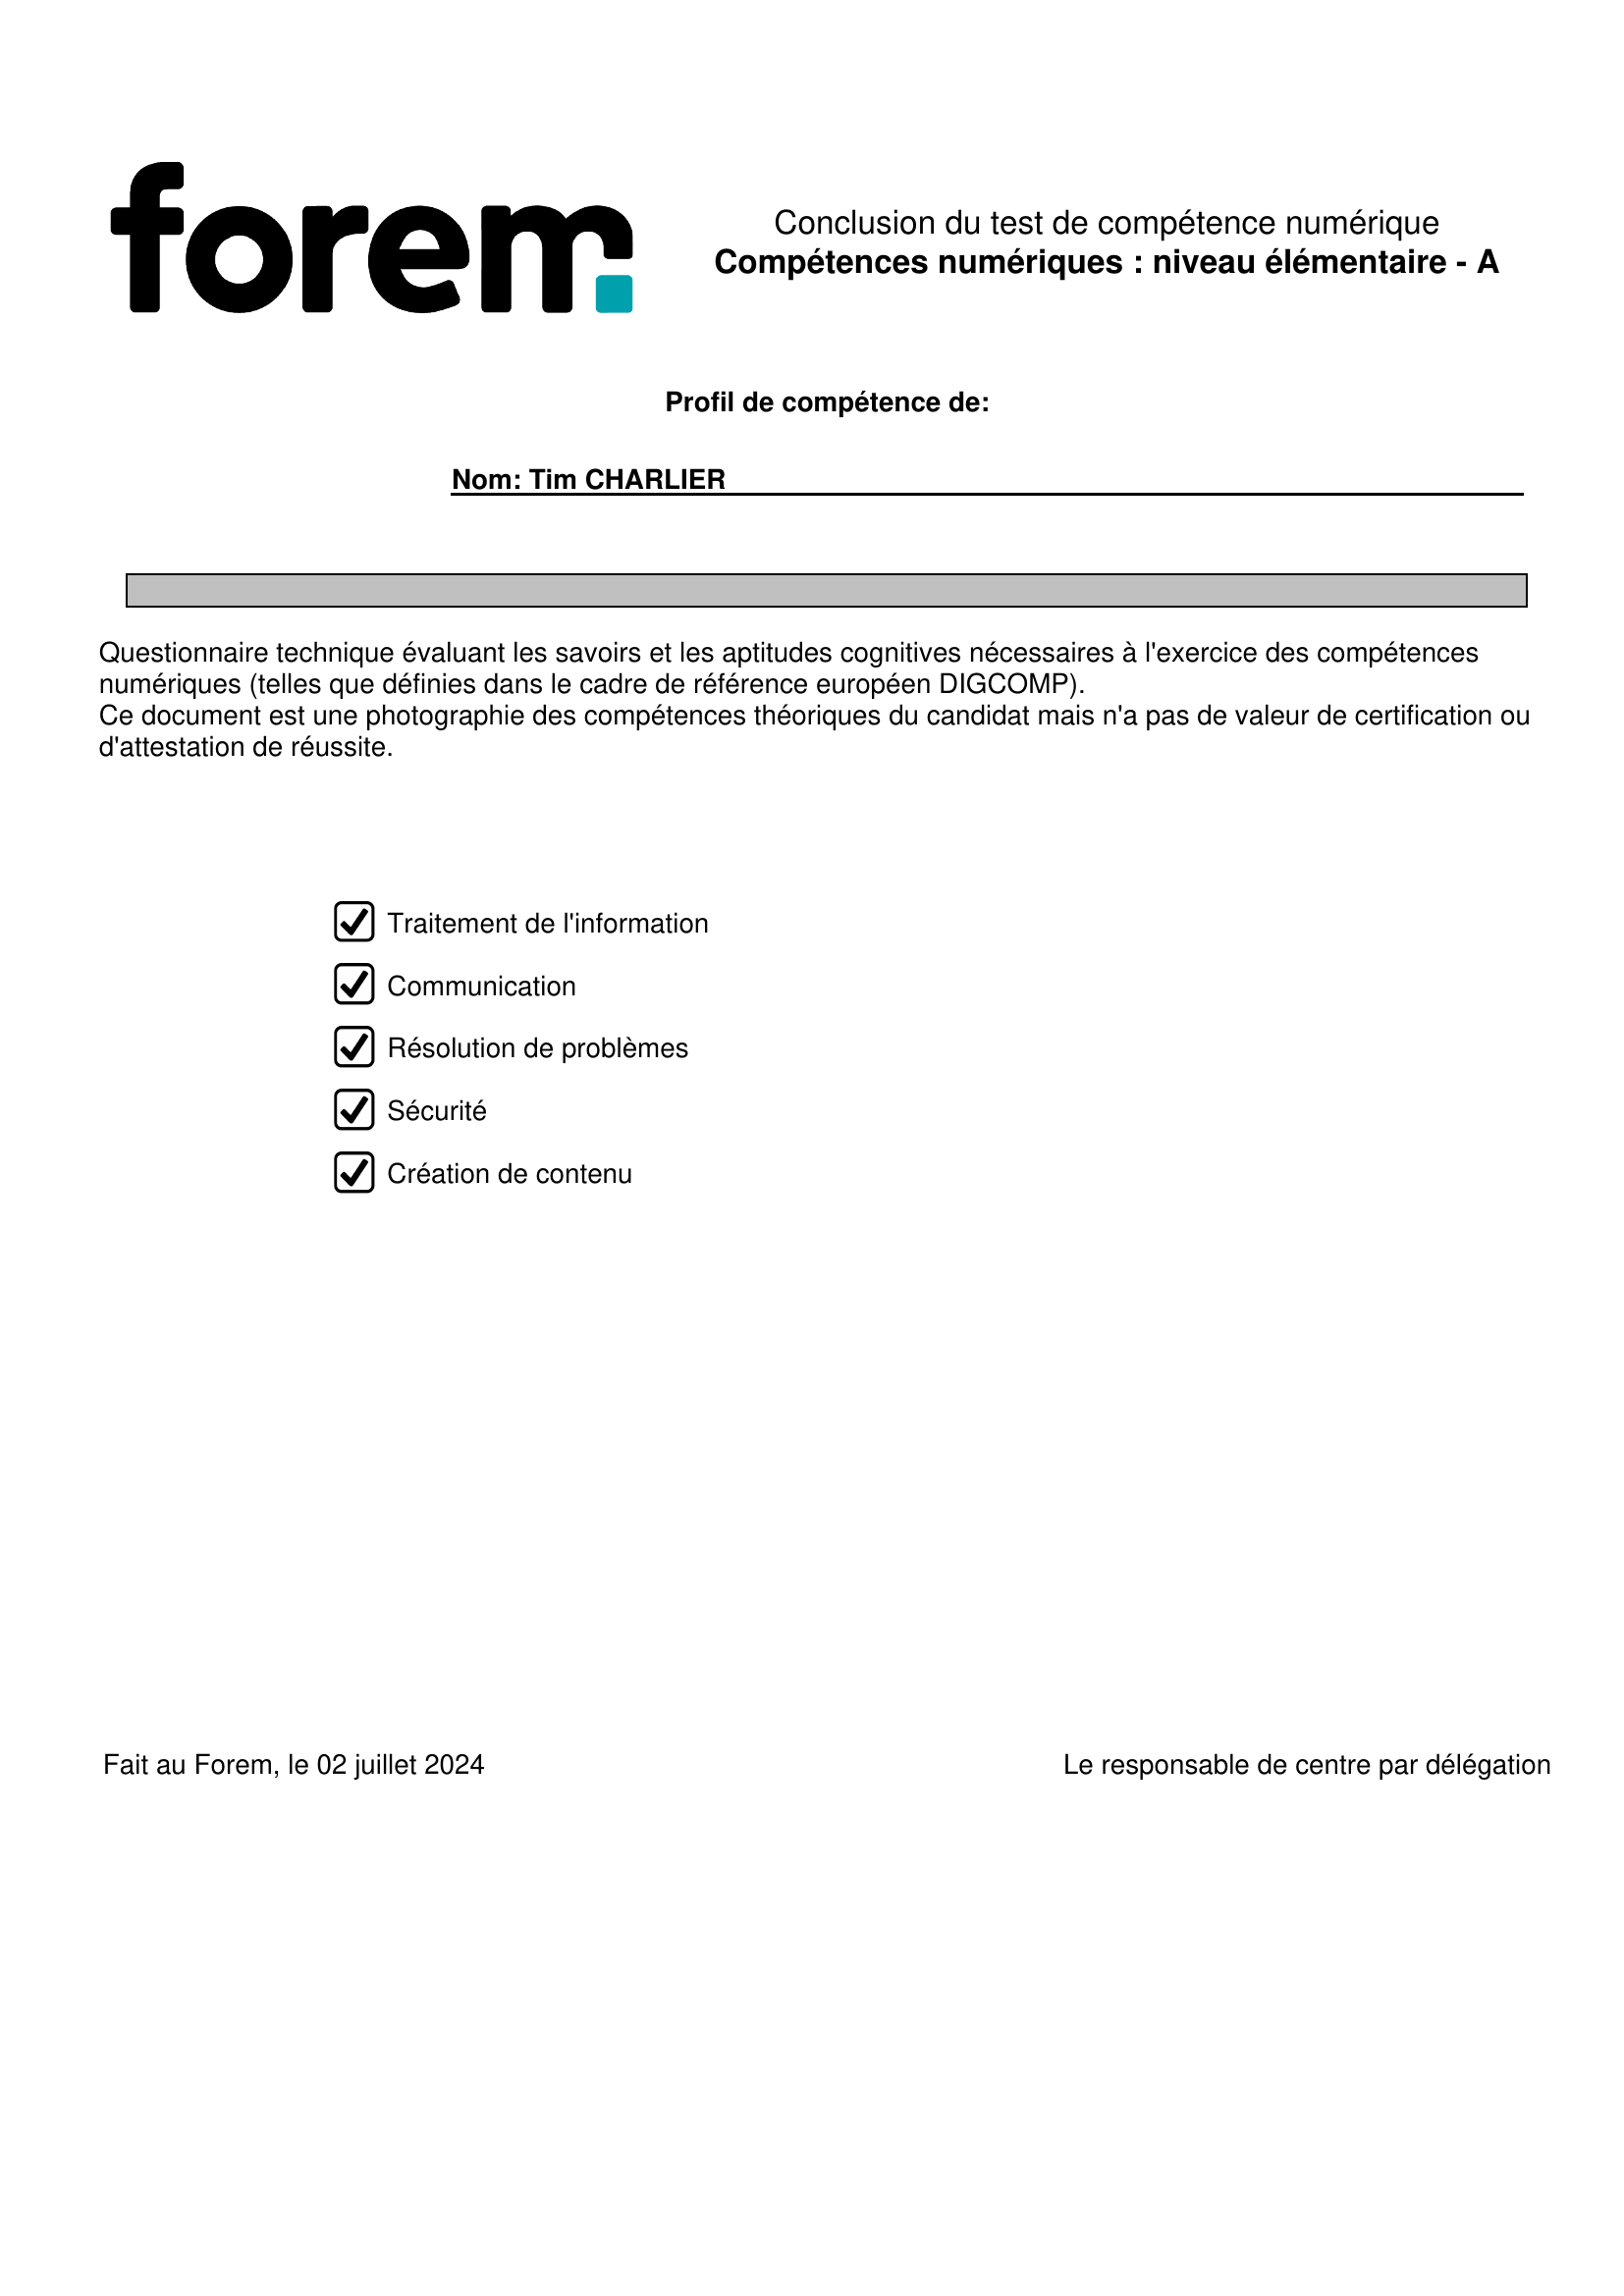 forem
Conclusion du test de compétence numérique
Compétences numériques : niveau élémentaire - A
Profil de compétence de:
Nom: Tim CHARLIER
Questionnaire technique évaluant les savoirs et les aptitudes cognitives nécessaires à l'exercice des compétences
numériques (telles que définies dans le cadre de référence européen DIGCOMP).
Ce document est une photographie des compétences théoriques du candidat mais n'a pas de valeur de certification ou
d'attestation de réussite.
Traitement de l'information
Communication
Résolution de problèmes
Sécurité
Création de contenu
Fait au Forem, le 02 juillet 2024
Le responsable de centre par délégation